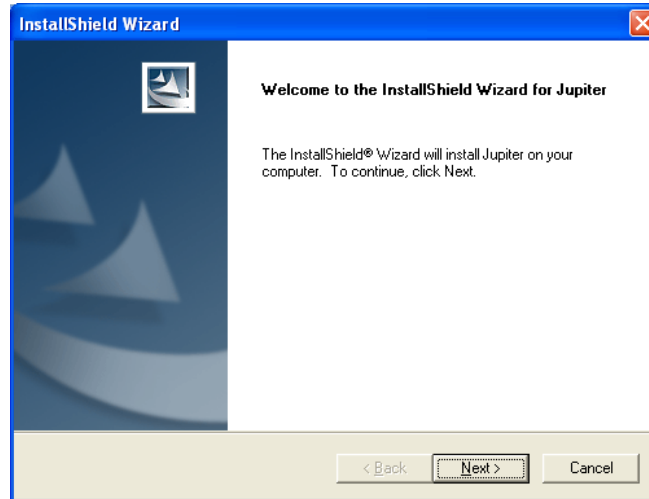 InstallShield Wizard
Welcome to the InstallShield Wizard for Jupiter
The InstallShield® Wizard will install Jupiter on your
computer. To continue, click Next.
< Back
Next >
Cancel